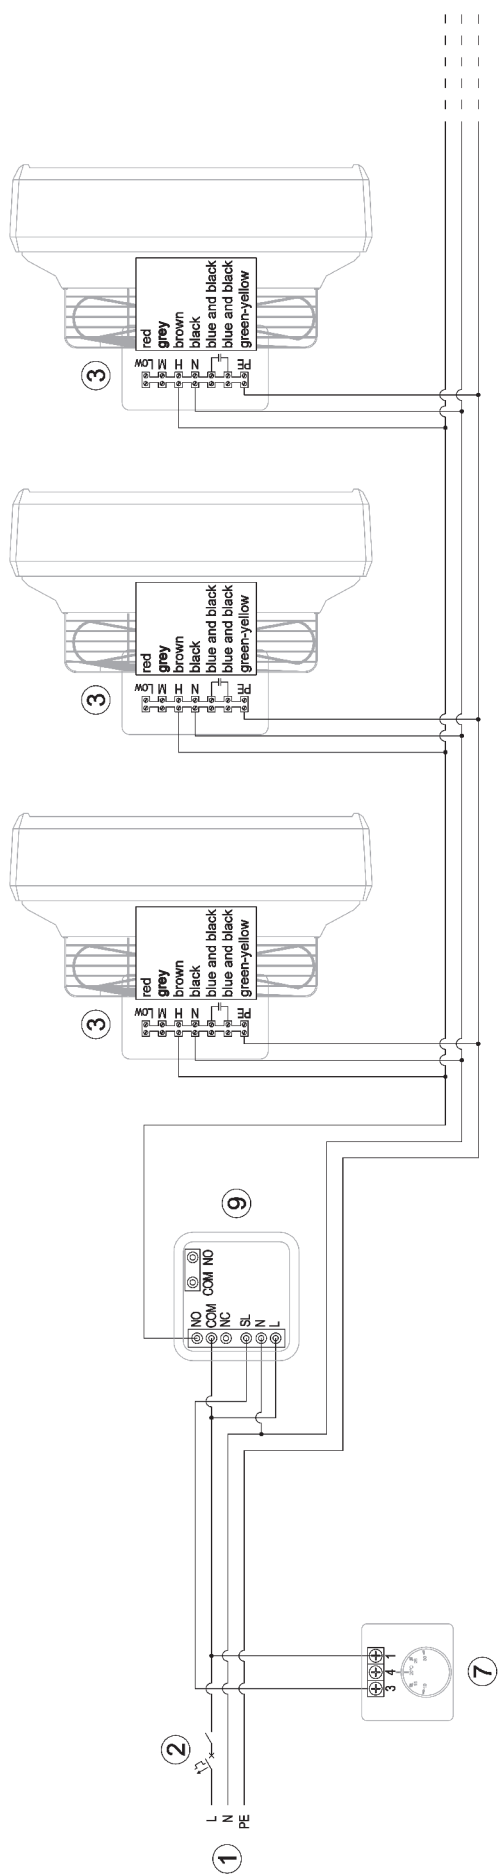 red
grey
brown
black
blue and black
blue and black
green-yellow
Low
M
H
N
PE
3
red
grey
brown
black
blue and black
blue and black
green-yellow
Low
M
H
N
PE
3
red
grey
brown
black
blue and black
blue and black
green-yellow
Low
M
H
N
PE
3
9
COM NO
NO
COM
NC
SL
N
L
3 4 1
7
2
L
N
PE
1